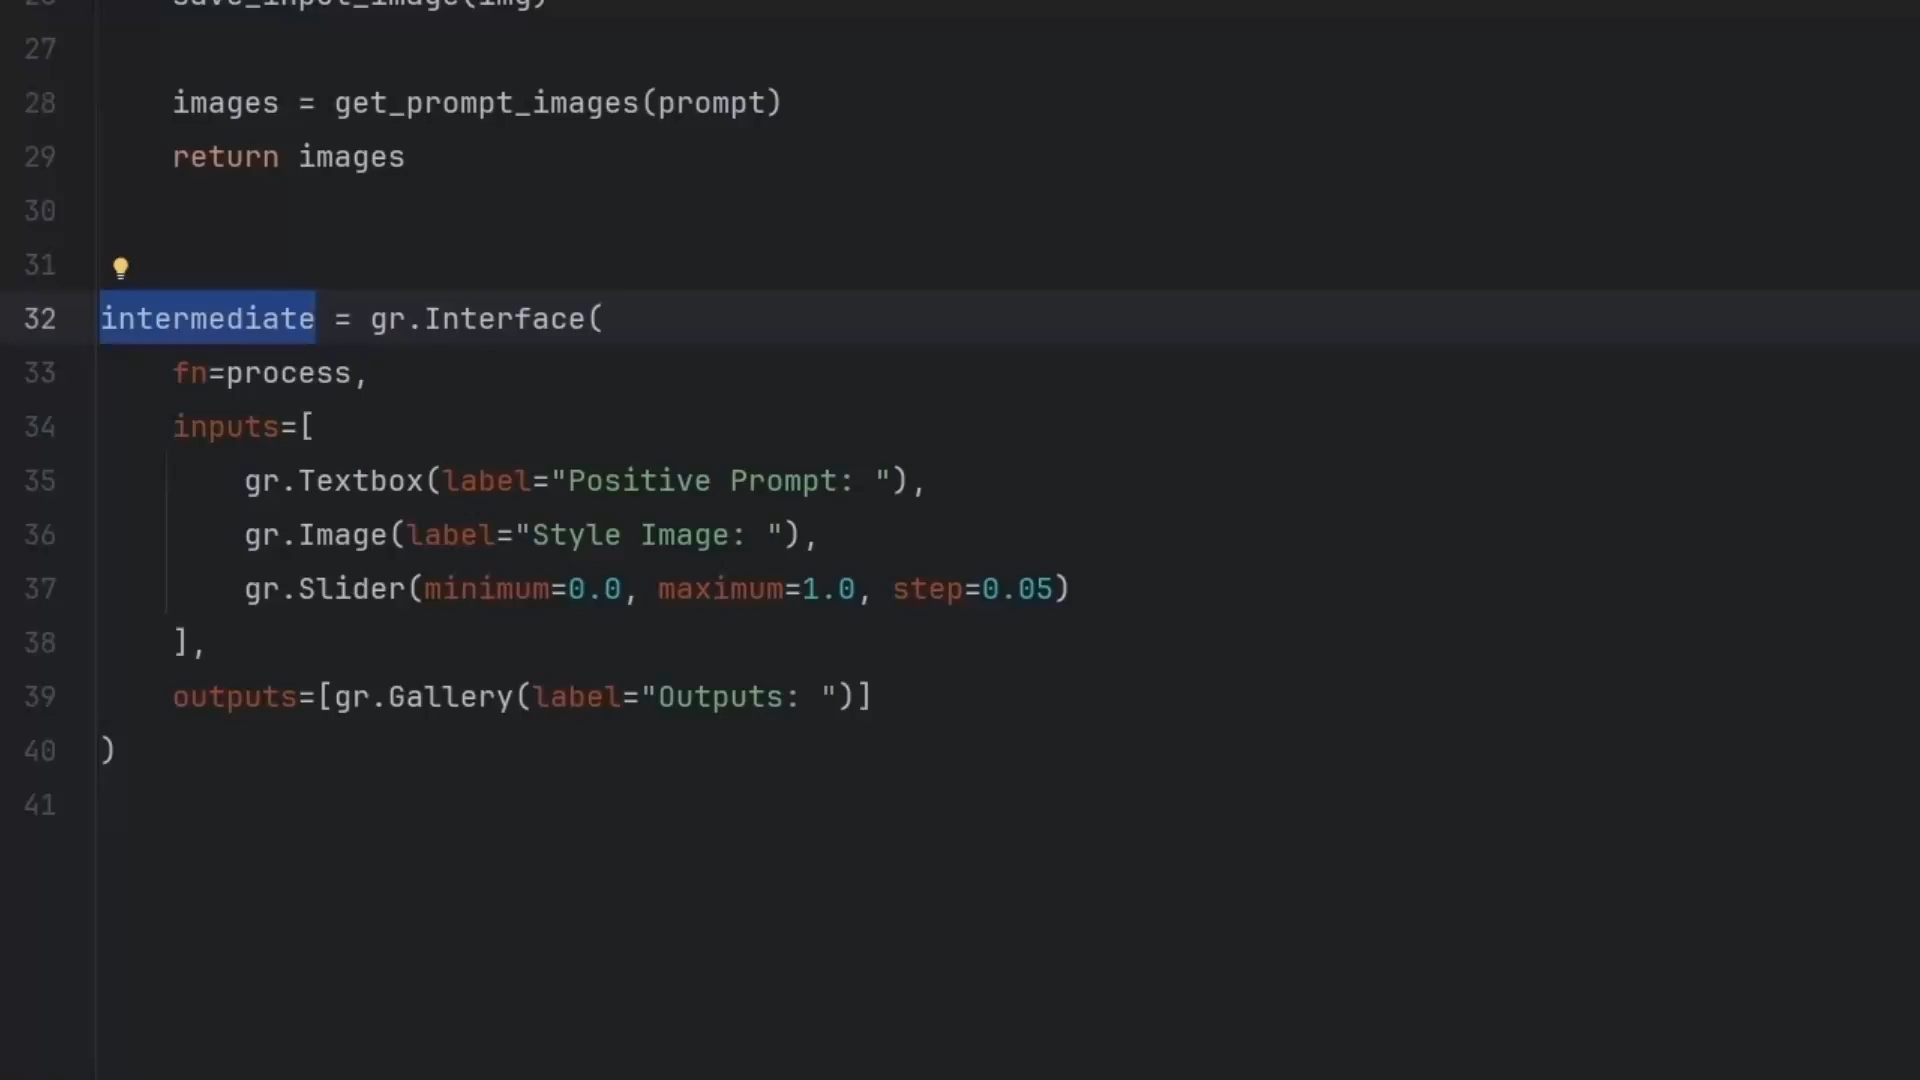 27
28 images = get_prompt_images(prompt)
29 return images
30
31
32 intermediate = gr.Interface(
33 fn=process,
34 inputs=[
35 gr.Textbox(label="Positive Prompt: "),
36 gr.Image(label="Style Image: "),
37 gr.Slider(minimum=0.0, maximum=1.0, step=0.05)
38 ],
39 outputs=[gr.Gallery(label="Outputs: ")]
40 )
41